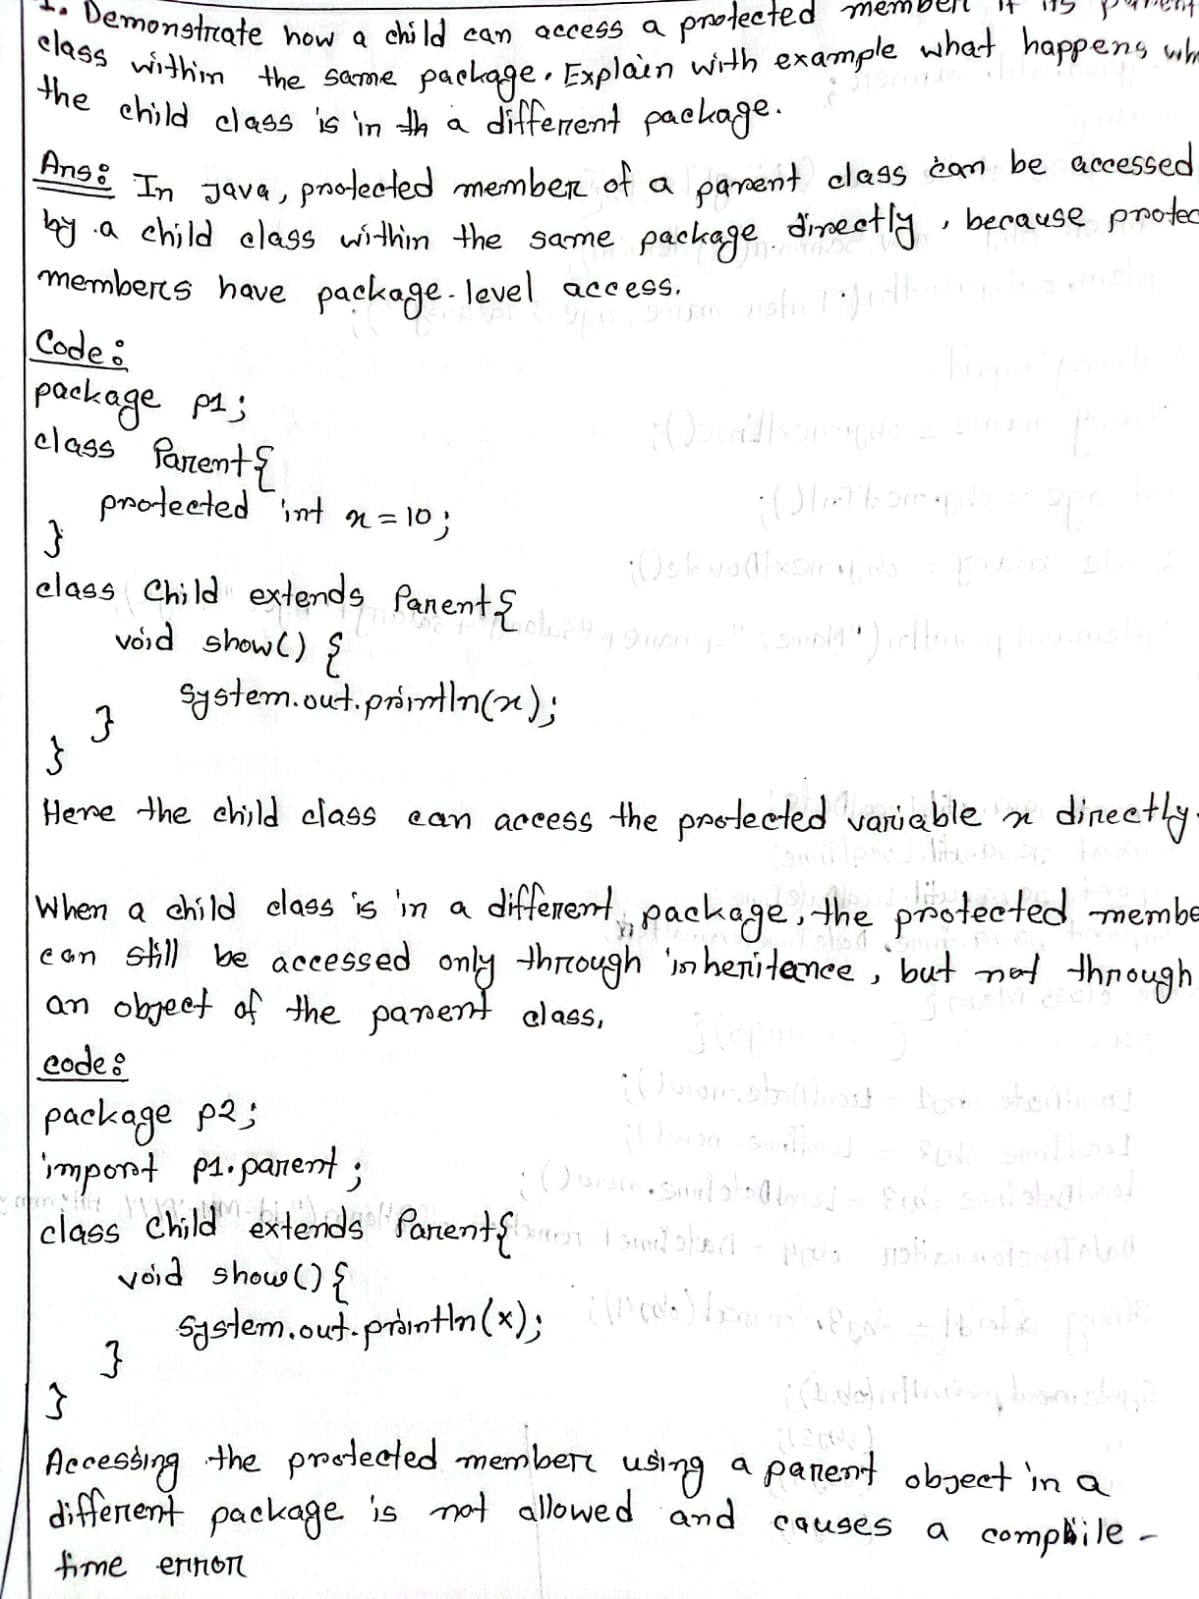 1. Demonstrate how a child can access a protected member it its parent
class within the same package. Explain with example what happens
the child class is in th a different package.
Ans: In java, protected member of a parent class can be accessed
by a child class within the same package directly, because protec
members have package-level access.
Code:
package p1;
class Parent{
protected int x=10;
}
class Child extends Parent{
void show() {
system.out.println(x);
}
}
Here the child class can access the protected variable x directly.
When a child class is in a different package, the protected membe
can still be accessed only through inheritance, but not through
an object of the parent class,
code:
package p2;
import p1.parent;
class Child extends Parent{
void show(){
system.out.println(x);
}
}
Accessing the protected member using a parent object in a
different package is not allowed and causes a compile-
time error